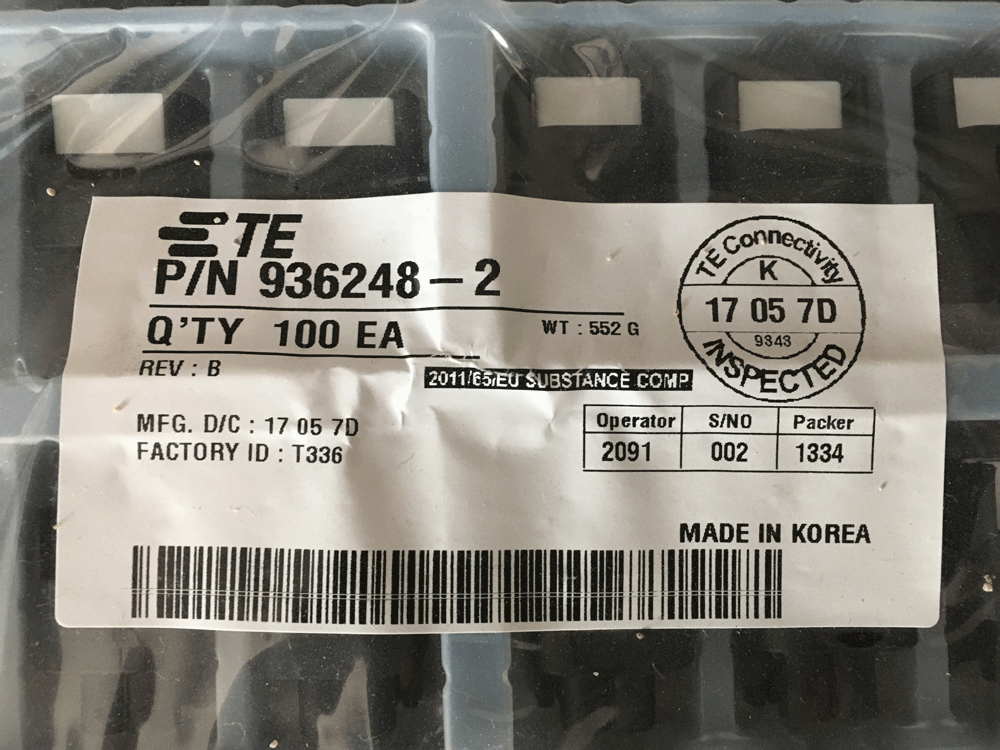 TE
P/N 936248-2
Q'TY 100 EA
WT : 552 G
REV : B
2011/65/EU SUBSTANCE COMP.
MFG. D/C : 17 05 7D
FACTORY ID : T336
TE Connectivity
K
17 05 7D
9343
INSPECTED
Operator S/NO Packer
2091 002 1334
MADE IN KOREA